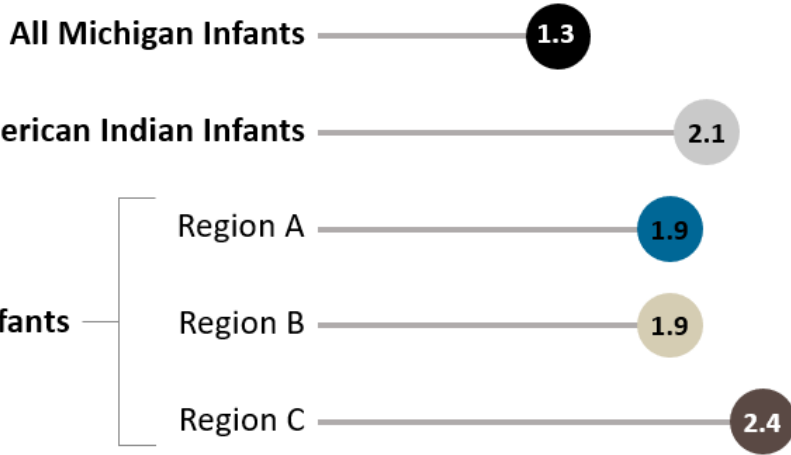 All Michigan Infants 1.3
erican Indian Infants 2.1
Region A 1.9
fants Region B 1.9
Region C 2.4